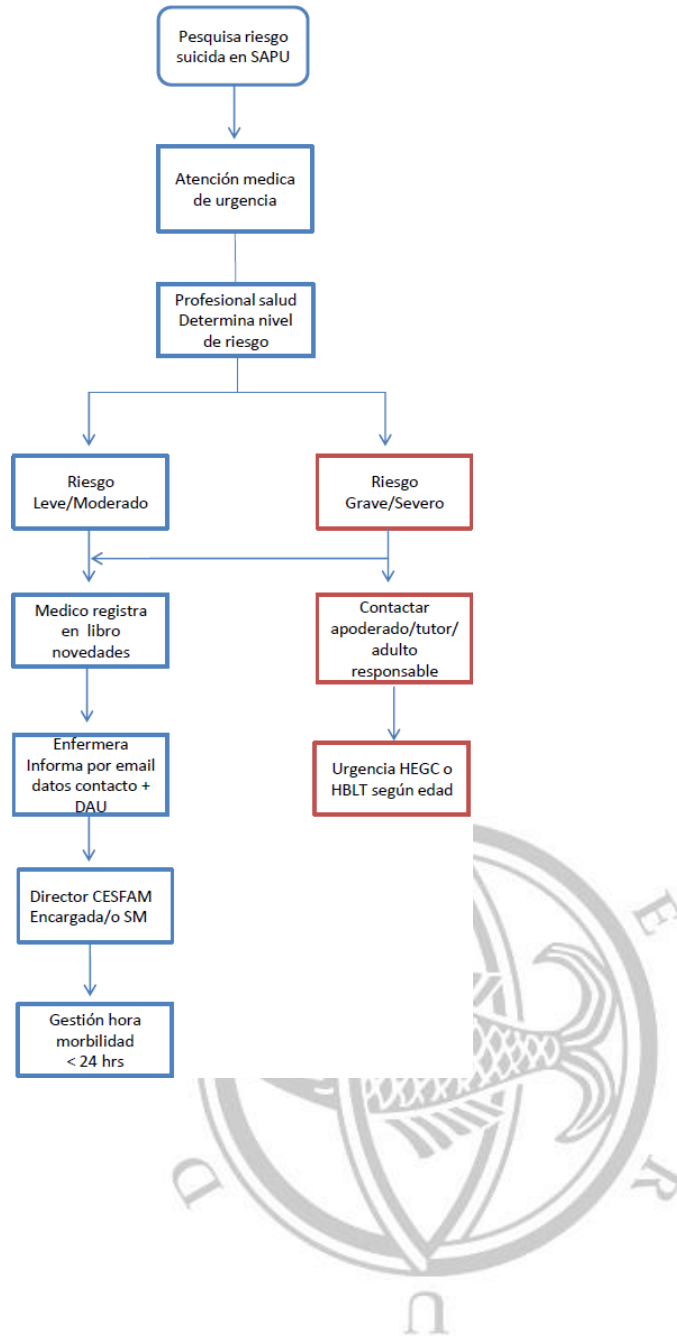 Pesquisa riesgo
suicida en SAPU
Atención medica
de urgencia
Profesional salud
Determina nivel
de riesgo
Riesgo
Leve/Moderado
Riesgo
Grave/Severo
Medico registra
en libro
novedades
Contactar
apoderado/tutor/
adulto
responsable
Enfermera
Informa por email
datos contacto +
DAU
Urgencia HEGC o
HBLT según edad
Director CESFAM
Encargada/o SM
Gestión hora
morbilidad
< 24 hrs
E
R
U
D